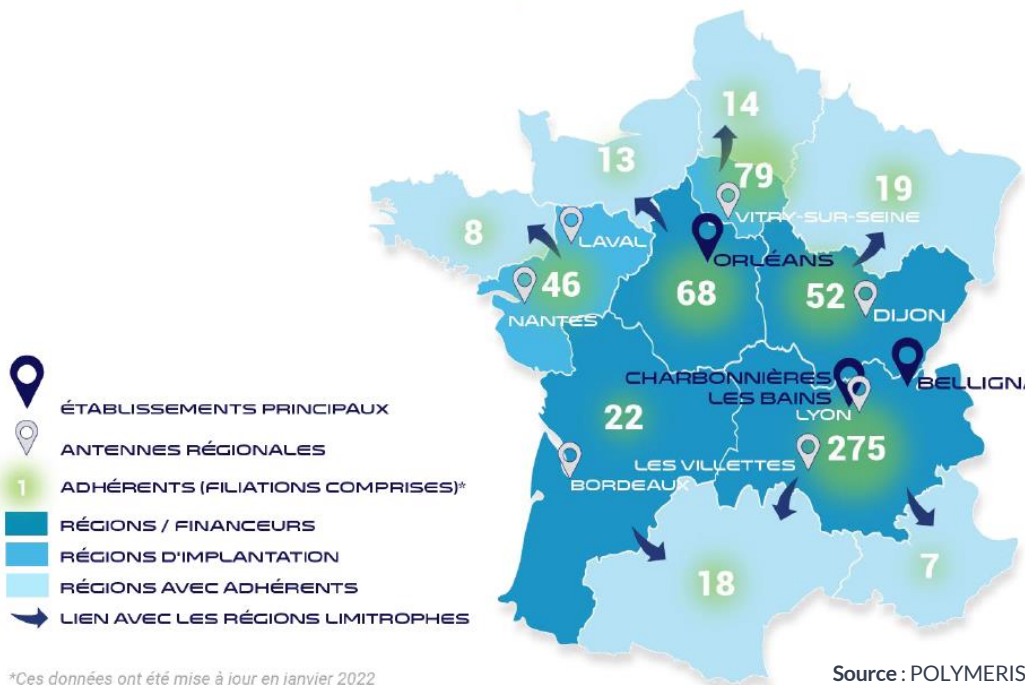 14
79
13
19
VITRY-SUR-SEINE
8
LAVAL
ORLÉANS
46
68
52
NANTES
DIJON
CHARBONNIÈRES
LES BAINS
BELLIGNA
LYON
22
275
LES VILLETTES
BORDEAUX
18
7
ÉTABLISSEMENTS PRINCIPAUX
ANTENNES RÉGIONALES
1 ADHÉRENTS (FILIATIONS COMPRISES)*
RÉGIONS / FINANCEURS
RÉGIONS D'IMPLANTATION
RÉGIONS AVEC ADHÉRENTS
LIEN AVEC LES RÉGIONS LIMITROPHES
*Ces données ont été mise à jour en janvier 2022
Source : POLYMERIS